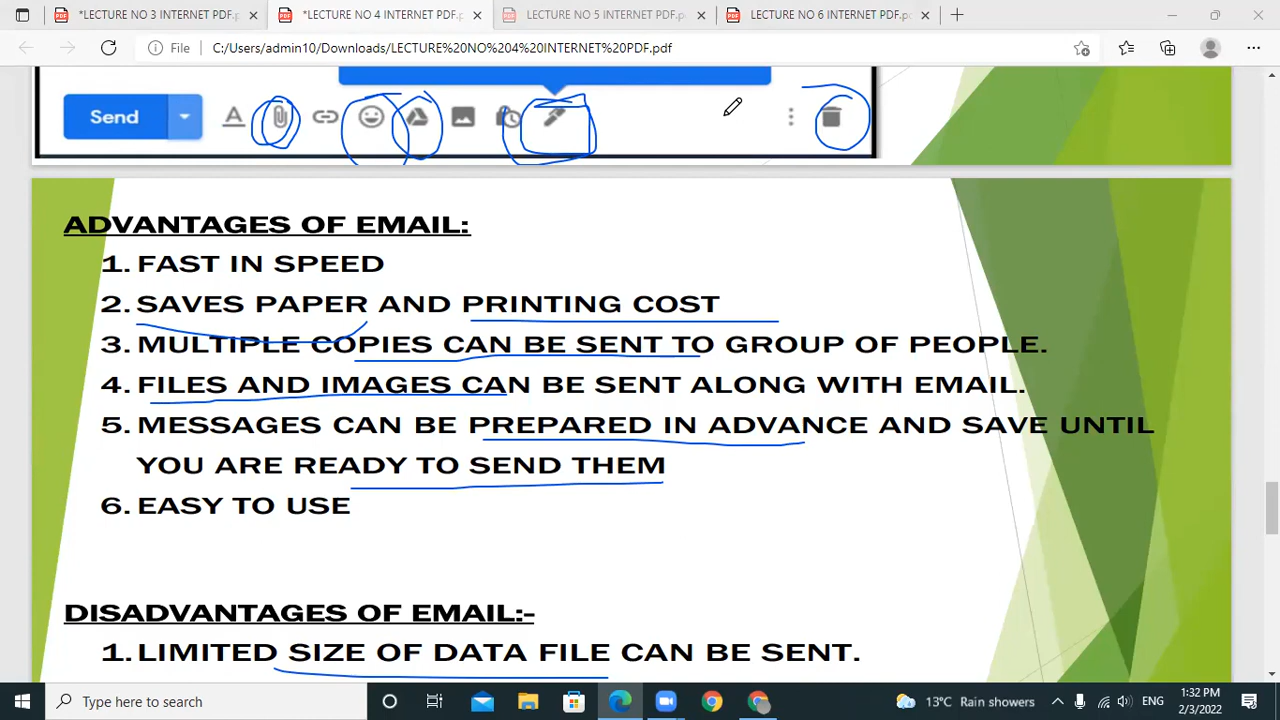 *LECTURE NO 3 INTERNET PDF.p
*LECTURE NO 4 INTERNET PDF.p
LECTURE NO 5 INTERNET PDF.pd
LECTURE NO 6 INTERNET PDF.pd
File
C:/Users/admin10/Downloads/LECTURE%20NO%204%20INTERNET%20PDF.pdf
Send
ADVANTAGES OF EMAIL:
1. FAST IN SPEED
2. SAVES PAPER AND PRINTING COST
3. MULTIPLE COPIES CAN BE SENT TO GROUP OF PEOPLE.
4. FILES AND IMAGES CAN BE SENT ALONG WITH EMAIL.
5. MESSAGES CAN BE PREPARED IN ADVANCE AND SAVE UNTIL
YOU ARE READY TO SEND THEM
6. EASY TO USE
DISADVANTAGES OF EMAIL:-
1. LIMITED SIZE OF DATA FILE CAN BE SENT.
Type here to search
13°C Rain showers
ENG
1:32 PM
2/3/2022